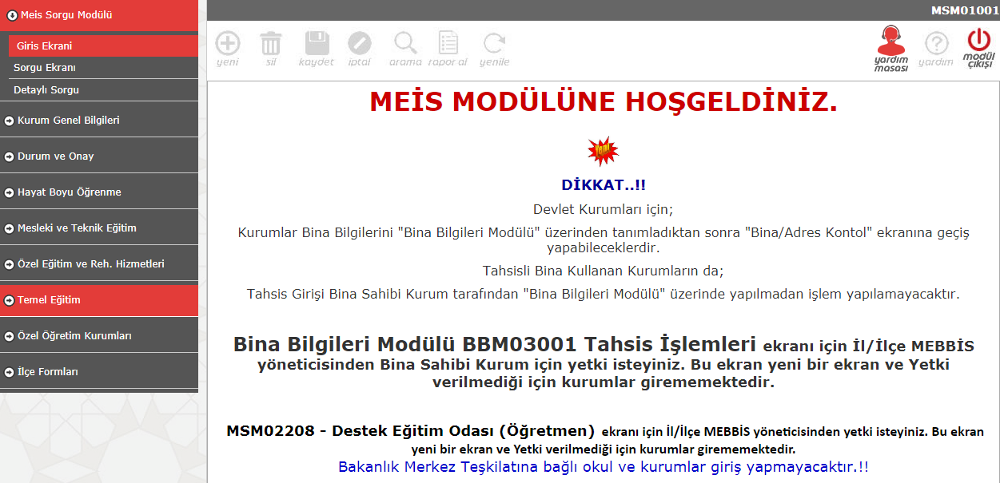 Meis Sorgu Modülü
Giris Ekrani
Sorgu Ekranı
Detaylı Sorgu
Kurum Genel Bilgileri
Durum ve Onay
Hayat Boyu Öğrenme
Mesleki ve Teknik Eğitim
Özel Eğitim ve Reh. Hizmetleri
Temel Eğitim
Özel Öğretim Kurumları
İlçe Formları
MSM01001
yeni sil kaydet iptal arama rapor al yenile
yardım masası
yardım
modül çıkışı
MEİS MODÜLÜNE HOŞGELDİNİZ.
DİKKAT..!!
Devlet Kurumları için;
Kurumlar Bina Bilgilerini "Bina Bilgileri Modülü" üzerinden tanımladıktan sonra "Bina/Adres Kontol" ekranına geçiş
yapabileceklerdir.
Tahsisli Bina Kullanan Kurumların da;
Tahsis Girişi Bina Sahibi Kurum tarafından "Bina Bilgileri Modülü" üzerinde yapılmadan işlem yapılamayacaktır.
Bina Bilgileri Modülü BBM03001 Tahsis İşlemleri ekranı için İl/İlçe MEBBİS
yöneticisinden Bina Sahibi Kurum için yetki isteyiniz. Bu ekran yeni bir ekran ve Yetki
verilmediği için kurumlar girememektedir.
MSM02208 - Destek Eğitim Odası (Öğretmen) ekranı için İl/İlçe MEBBİS yöneticisinden yetki isteyiniz. Bu ekran
yeni bir ekran ve Yetki verilmediği için kurumlar girememektedir.
Bakanlık Merkez Teşkilatına bağlı okul ve kurumlar giriş yapmayacaktır.!!